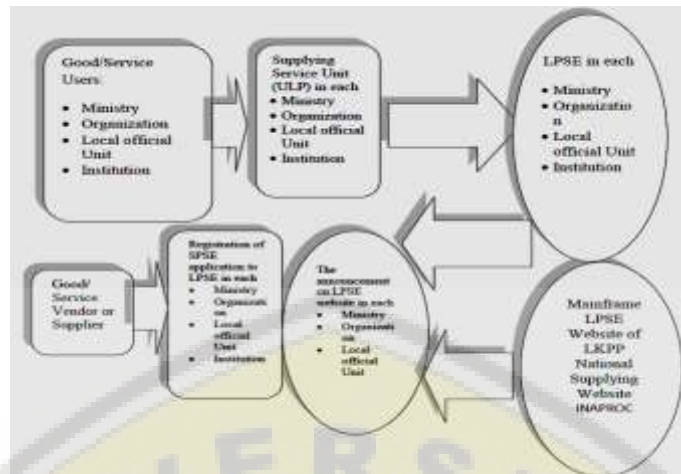 Good/Service
Users:
• Ministry
• Organization
• Local official
Unit
• Institution
Supplying
Service Unit
(ULP) in each
• Ministry
• Organization
• Local official
Unit
• Institution
LPSE in each
• Ministry
• Organizatio
n
• Local
official Unit
• Institution
Good/
Service
Vendor or
Supplier
Registration of
SPSE
application to
LPSE in each
• Ministry
• Organizati
on
• Local
official
Unit
• Institution
The
announcement
on LPSE
website in each
• Ministry
• Organizati
on
• Local
official
Unit
Mainframe
LPSE
Website of
LKPP
National
Supplying
Website
INAPROC
E R S